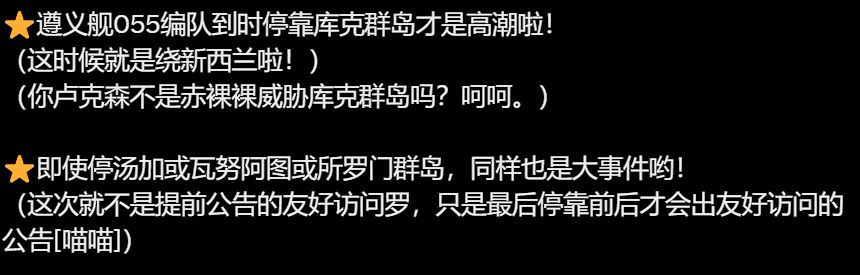 ⭐遵义舰055编队到时停靠库克群岛才是高潮啦！
（这时候就是绕新西兰啦！）
（你卢克森不是赤裸裸威胁库克群岛吗？呵呵。）
⭐即使停汤加或瓦努阿图或所罗门群岛，同样也是大事件哟！
（这次就不是提前公告的友好访问罗，只是最后停靠前后才会出友好访问的
公告[喵喵]）